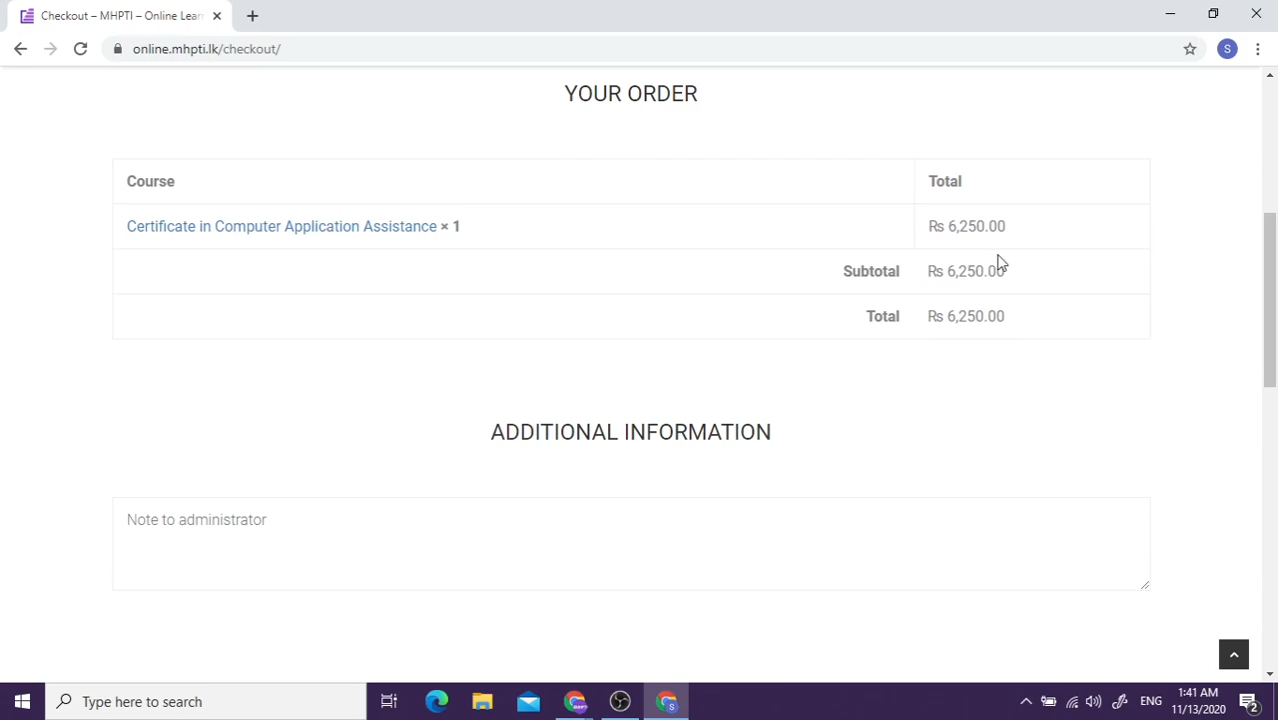 Checkout – MHPTI – Online Lear
online.mhpti.lk/checkout/
S
YOUR ORDER
Course Total
Certificate in Computer Application Assistance × 1 ₨ 6,250.00
Subtotal ₨ 6,250.00
Total ₨ 6,250.00
ADDITIONAL INFORMATION
Note to administrator
Type here to search
S
ENG
1:41 AM
11/13/2020
2